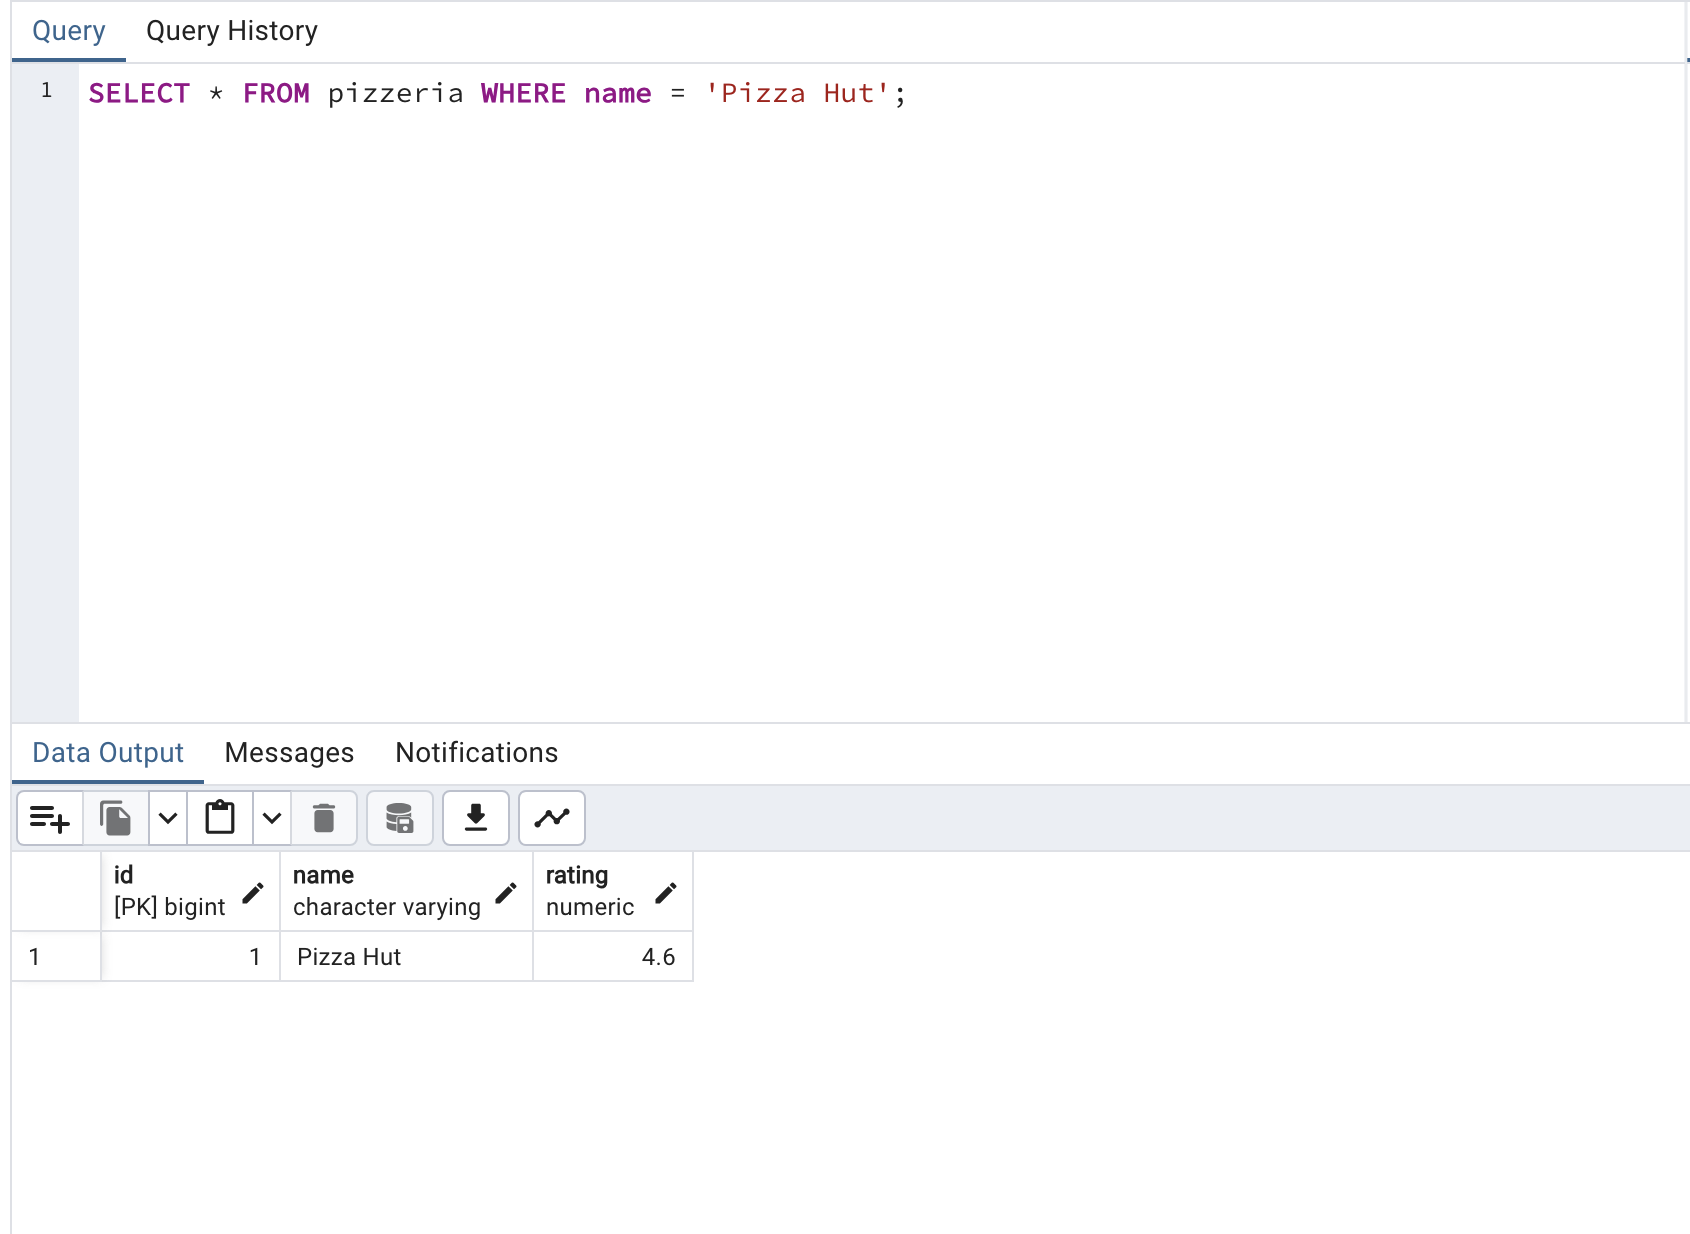 Query Query History
1 SELECT * FROM pizzeria WHERE name = 'Pizza Hut';
Data Output Messages Notifications
id name rating
[PK] bigint character varying numeric
1 1 Pizza Hut 4.6